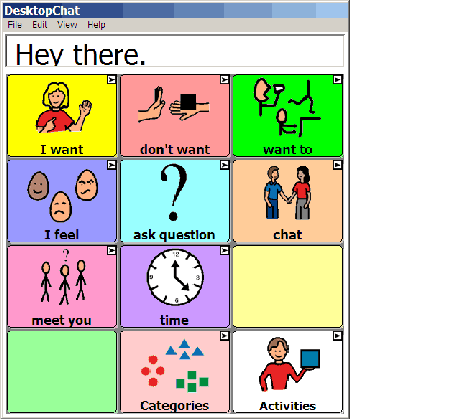 DesktopChat
File Edit View Help
Hey there.
I want don't want want to
?
I feel ask question chat
?
meet you time
Categories Activities